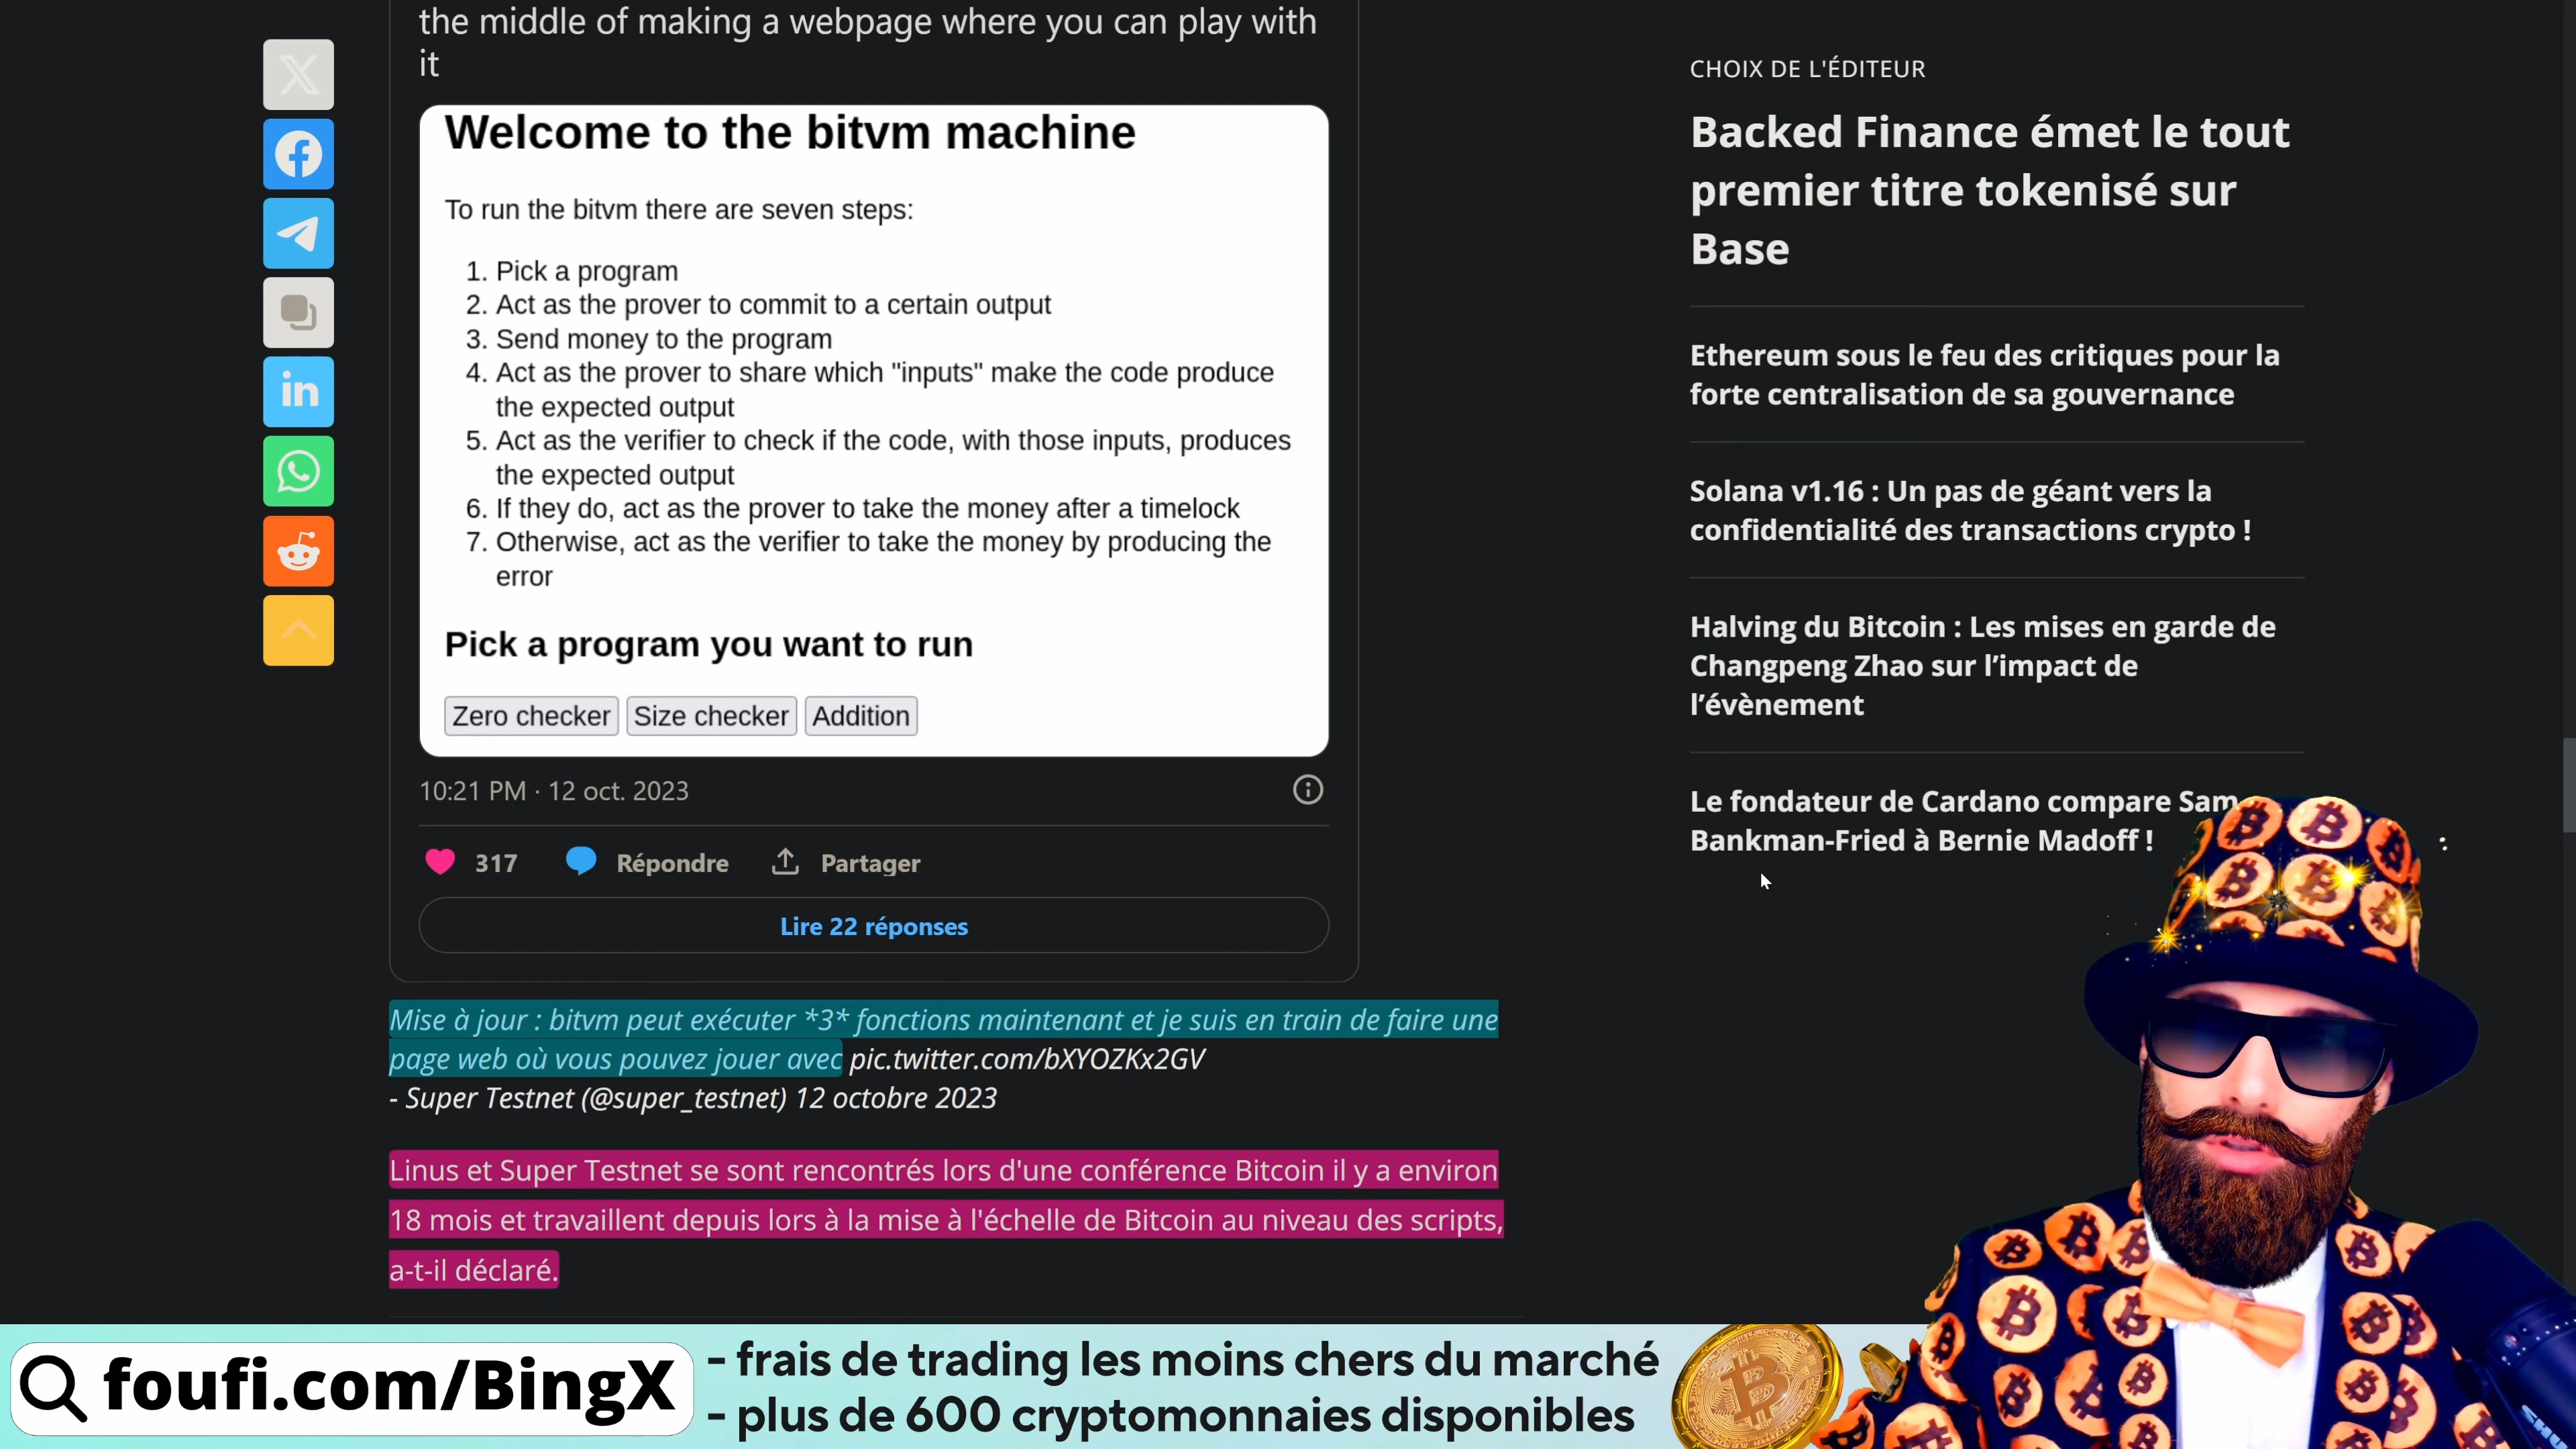 the middle of making a webpage where you can play with
it
Welcome to the bitvm machine
To run the bitvm there are seven steps:
1. Pick a program
2. Act as the prover to commit to a certain output
3. Send money to the program
4. Act as the prover to share which "inputs" make the code produce
the expected output
5. Act as the verifier to check if the code, with those inputs, produces
the expected output
6. If they do, act as the prover to take the money after a timelock
7. Otherwise, act as the verifier to take the money by producing the
error
Pick a program you want to run
Zero checker Size checker Addition
10:21 PM · 12 oct. 2023
317 Répondre Partager
Lire 22 réponses
Mise à jour : bitvm peut exécuter *3* fonctions maintenant et je suis en train de faire une
page web où vous pouvez jouer avec pic.twitter.com/bXYOZKx2GV
- Super Testnet (@super_testnet) 12 octobre 2023
Linus et Super Testnet se sont rencontrés lors d'une conférence Bitcoin il y a environ
18 mois et travaillent depuis lors à la mise à l'échelle de Bitcoin au niveau des scripts,
a-t-il déclaré.
CHOIX DE L'ÉDITEUR
Backed Finance émet le tout
premier titre tokenisé sur
Base
Ethereum sous le feu des critiques pour la
forte centralisation de sa gouvernance
Solana v1.16 : Un pas de géant vers la
confidentialité des transactions crypto !
Halving du Bitcoin : Les mises en garde de
Changpeng Zhao sur l’impact de
l’évènement
Le fondateur de Cardano compare Sam
Bankman-Fried à Bernie Madoff !
foufi.com/BingX
- frais de trading les moins chers du marché
- plus de 600 cryptomonnaies disponibles